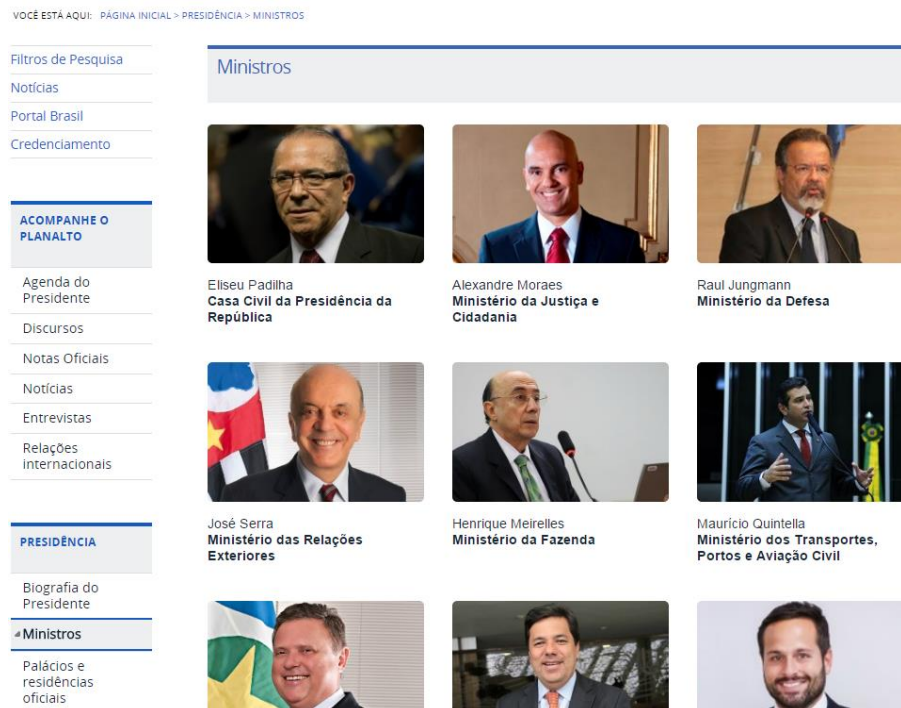 VOCÊ ESTÁ AQUI: PÁGINA INICIAL > PRESIDÊNCIA > MINISTROS
Filtros de Pesquisa
Notícias
Portal Brasil
Credenciamento
ACOMPANHE O
PLANALTO
Agenda do
Presidente
Discursos
Notas Oficiais
Notícias
Entrevistas
Relações
internacionais
PRESIDÊNCIA
Biografia do
Presidente
Ministros
Palácios e
residências
oficiais
Ministros
Eliseu Padilha
Casa Civil da Presidência da
República
Alexandre Moraes
Ministério da Justiça e
Cidadania
Raul Jungmann
Ministério da Defesa
José Serra
Ministério das Relações
Exteriores
Henrique Meirelles
Ministério da Fazenda
Maurício Quintella
Ministério dos Transportes,
Portos e Aviação Civil